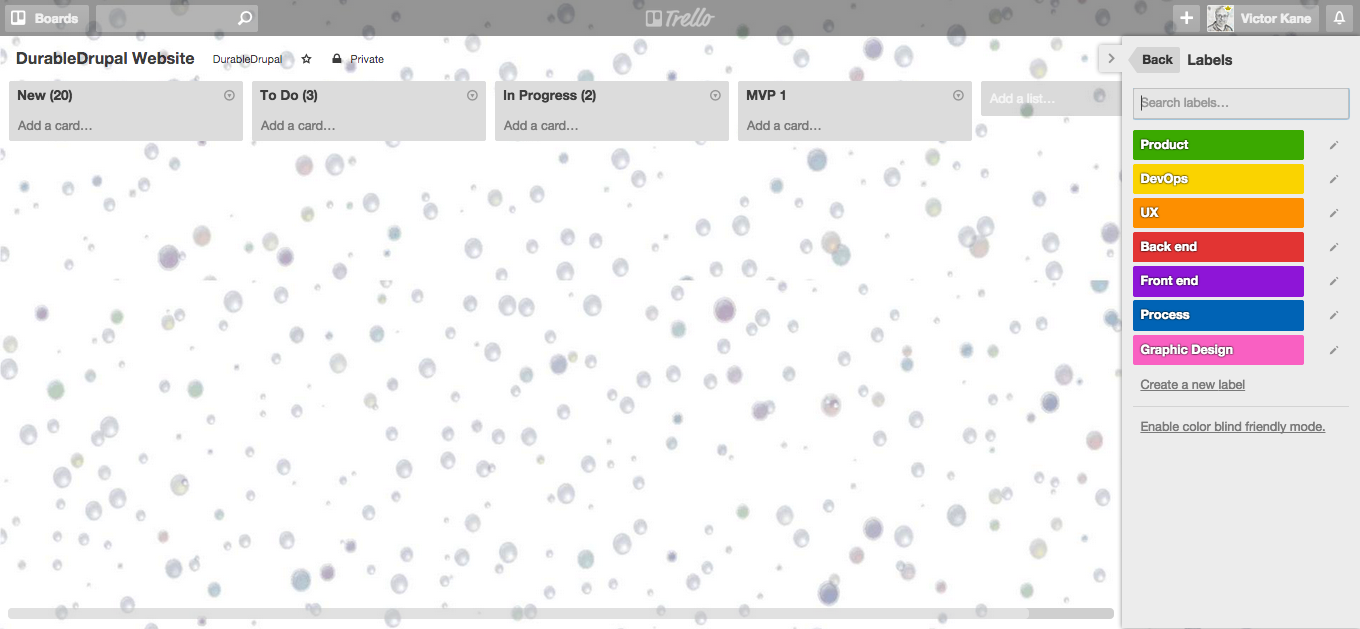 Boards
Trello
Victor Kane
DurableDrupal Website
DurableDrupal
Private
New (20)
Add a card…
To Do (3)
Add a card…
In Progress (2)
Add a card…
MVP 1
Add a card…
Add a list…
Back
Labels
Search labels…
Product
DevOps
UX
Back end
Front end
Process
Graphic Design
Create a new label
Enable color blind friendly mode.